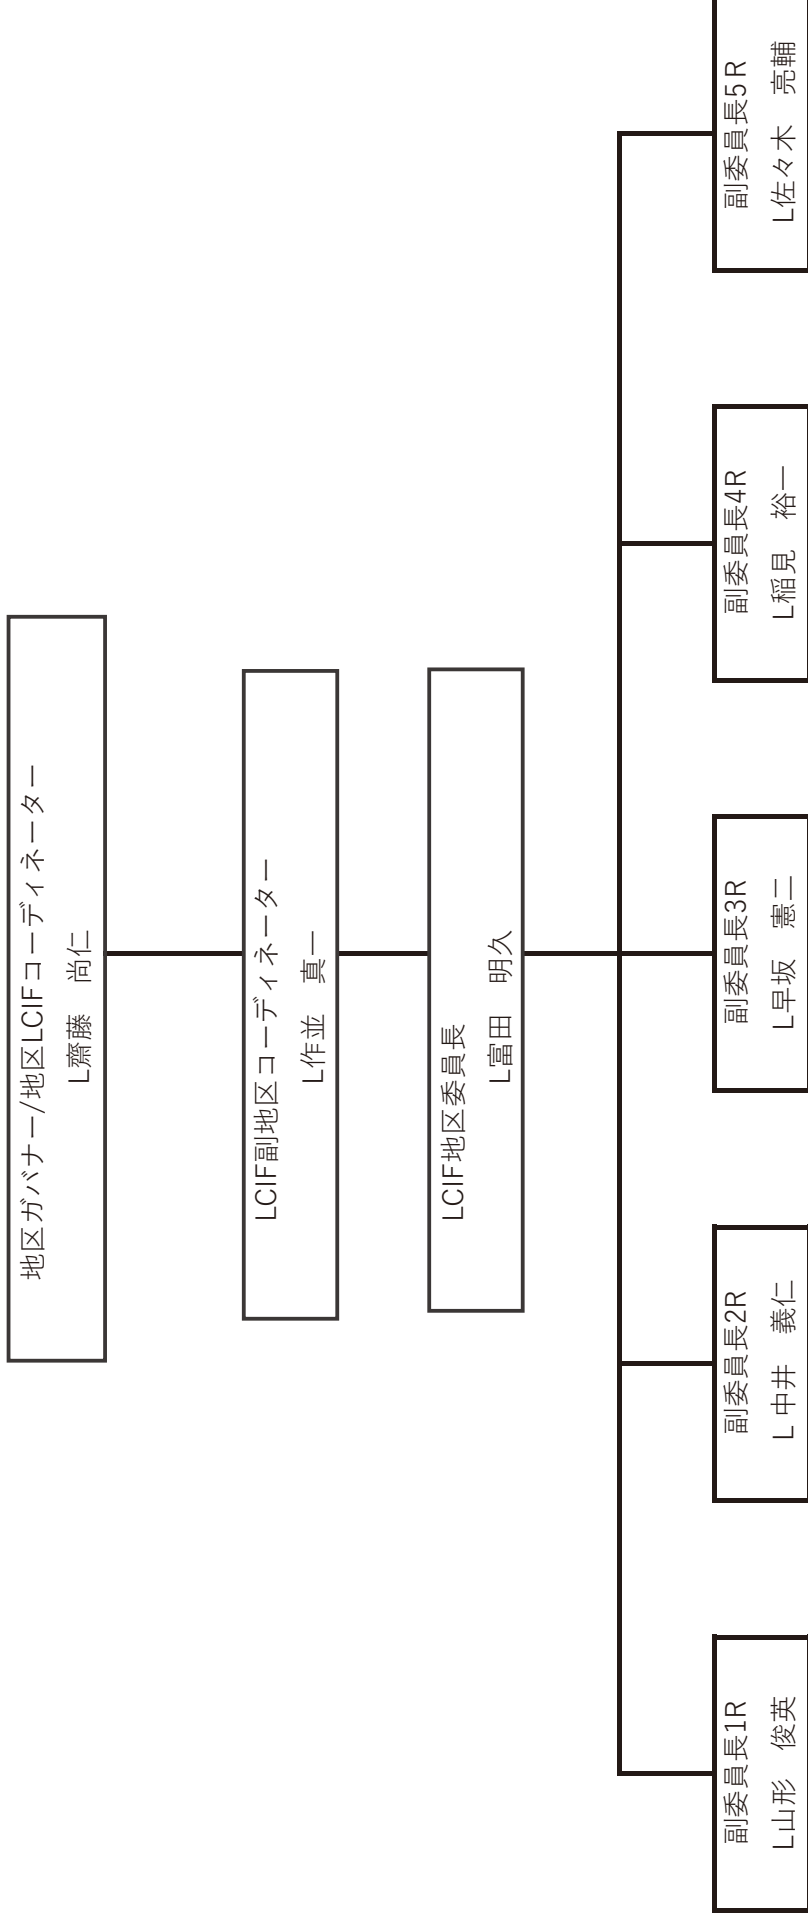 地区ガバナー/地区LCIFコーディネーター
L齋藤　尚仁
LCIF副地区コーディネーター
L作並　真一
LCIF地区委員長
L富田　明久
副委員長1R
L山形　俊英
副委員長2R
L 中井　義仁
副委員長3R
L早坂　憲二
副委員長4R
L稲見　裕一
副委員長5 R
L佐々木　亮輔